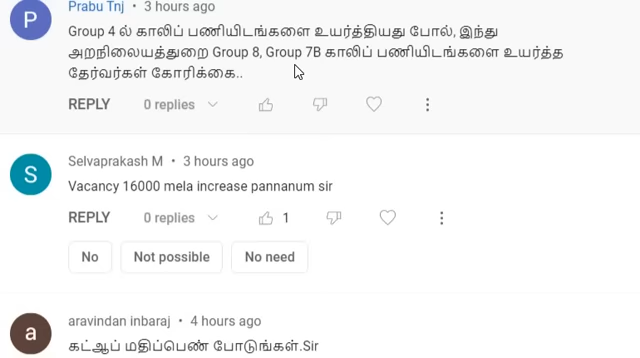 Prabu Tnj • 3 hours ago
Group 4 ல் காலிப் பணியிடங்களை உயர்த்தியது போல், இந்து
அறநிலையத்துறை Group 8, Group 7B காலிப் பணியிடங்களை உயர்த்த
தேர்வர்கள் கோரிக்கை..
REPLY 0 replies
S Selvaprakash M • 3 hours ago
Vacancy 16000 mela increase pannanum sir
REPLY 0 replies 1
No Not possible No need
a aravindan inbaraj • 4 hours ago
கட்ஆப் மதிப்பெண் போடுங்கள்.Sir